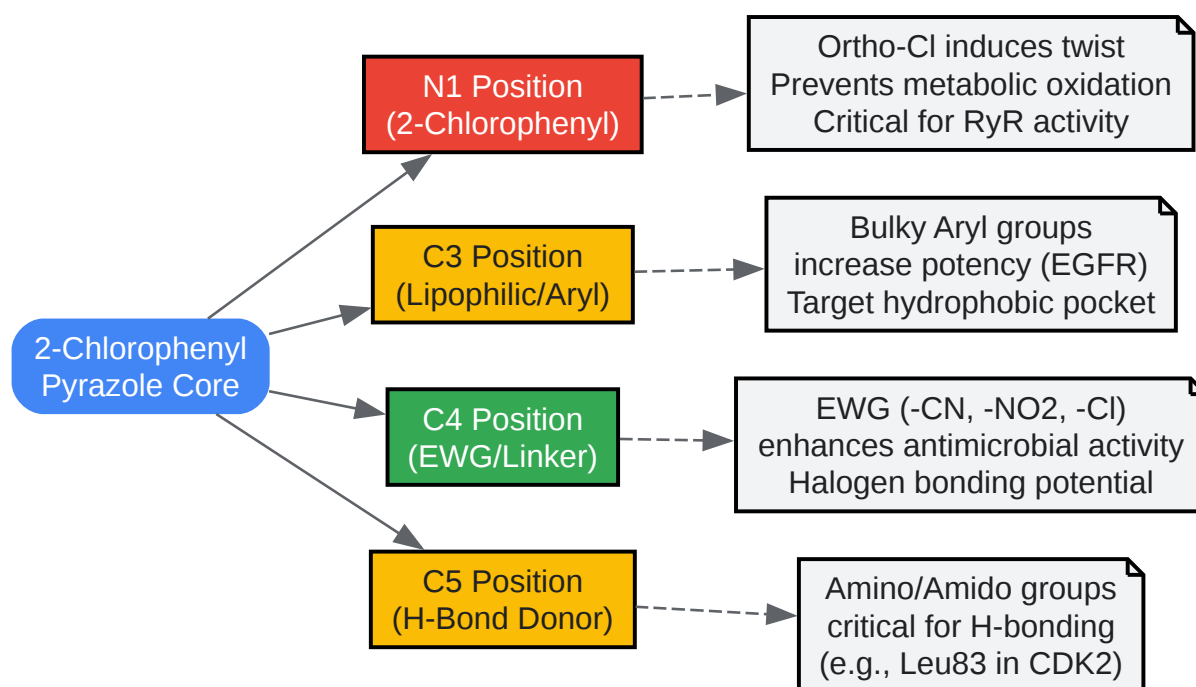 2-Chlorophenyl
Pyrazole Core
N1 Position
(2-Chlorophenyl)
Ortho-Cl induces twist
Prevents metabolic oxidation
Critical for RyR activity
C3 Position
(Lipophilic/Aryl)
Bulky Aryl groups
increase potency (EGFR)
Target hydrophobic pocket
C4 Position
(EWG/Linker)
EWG (-CN, -NO2, -Cl)
enhances antimicrobial activity
Halogen bonding potential
C5 Position
(H-Bond Donor)
Amino/Amido groups
critical for H-bonding
(e.g., Leu83 in CDK2)